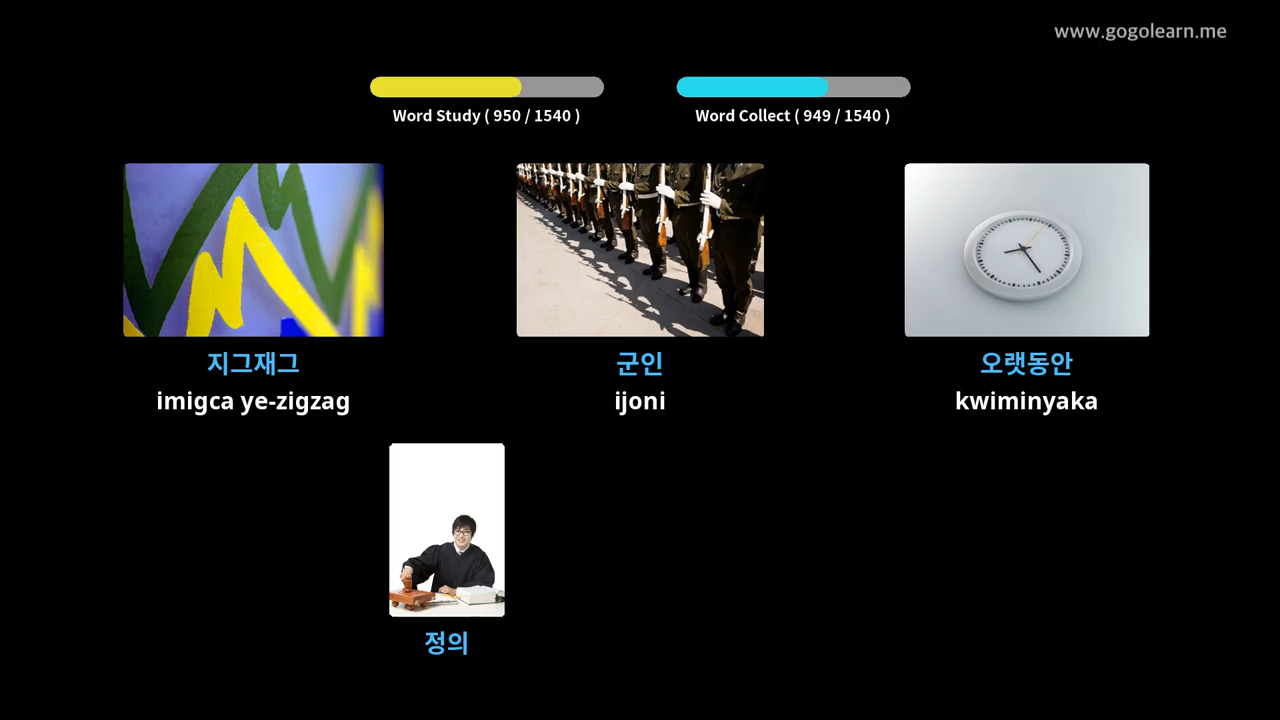 www.gogolearn.me
Word Study ( 950 / 1540 )
Word Collect ( 949 / 1540 )
지그재그
imigca ye-zigzag
군인
ijoni
오랫동안
kwiminyaka
정의